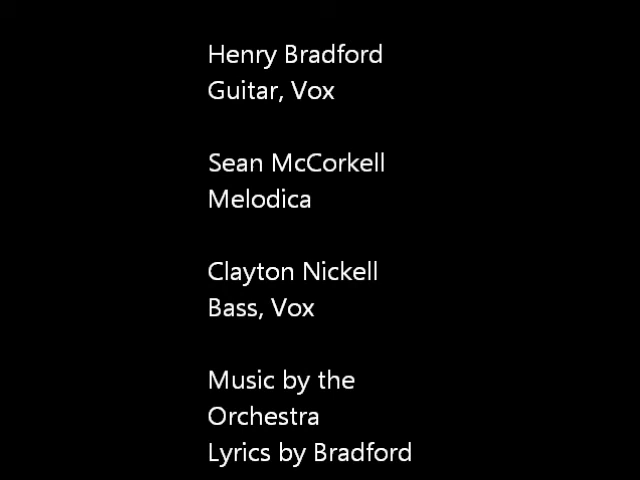 Henry Bradford
Guitar, Vox
Sean McCorkell
Melodica
Clayton Nickell
Bass, Vox
Music by the
Orchestra
Lyrics by Bradford